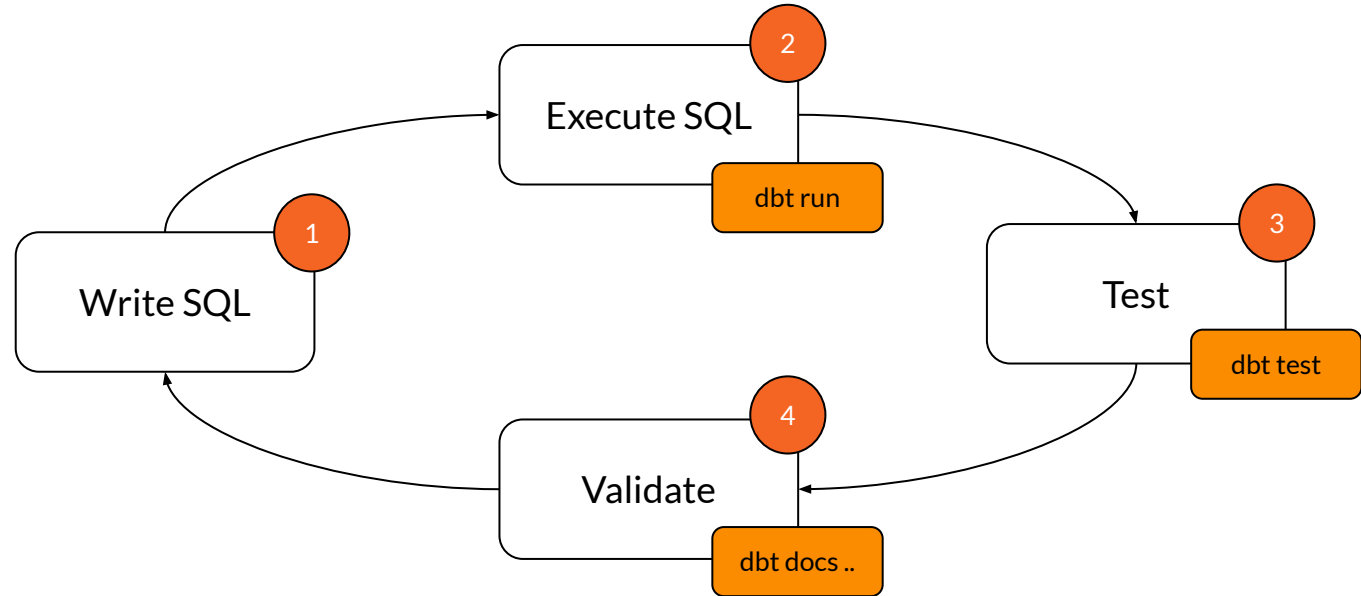 1
Write SQL
2
Execute SQL
dbt run
3
Test
dbt test
4
Validate
dbt docs ..